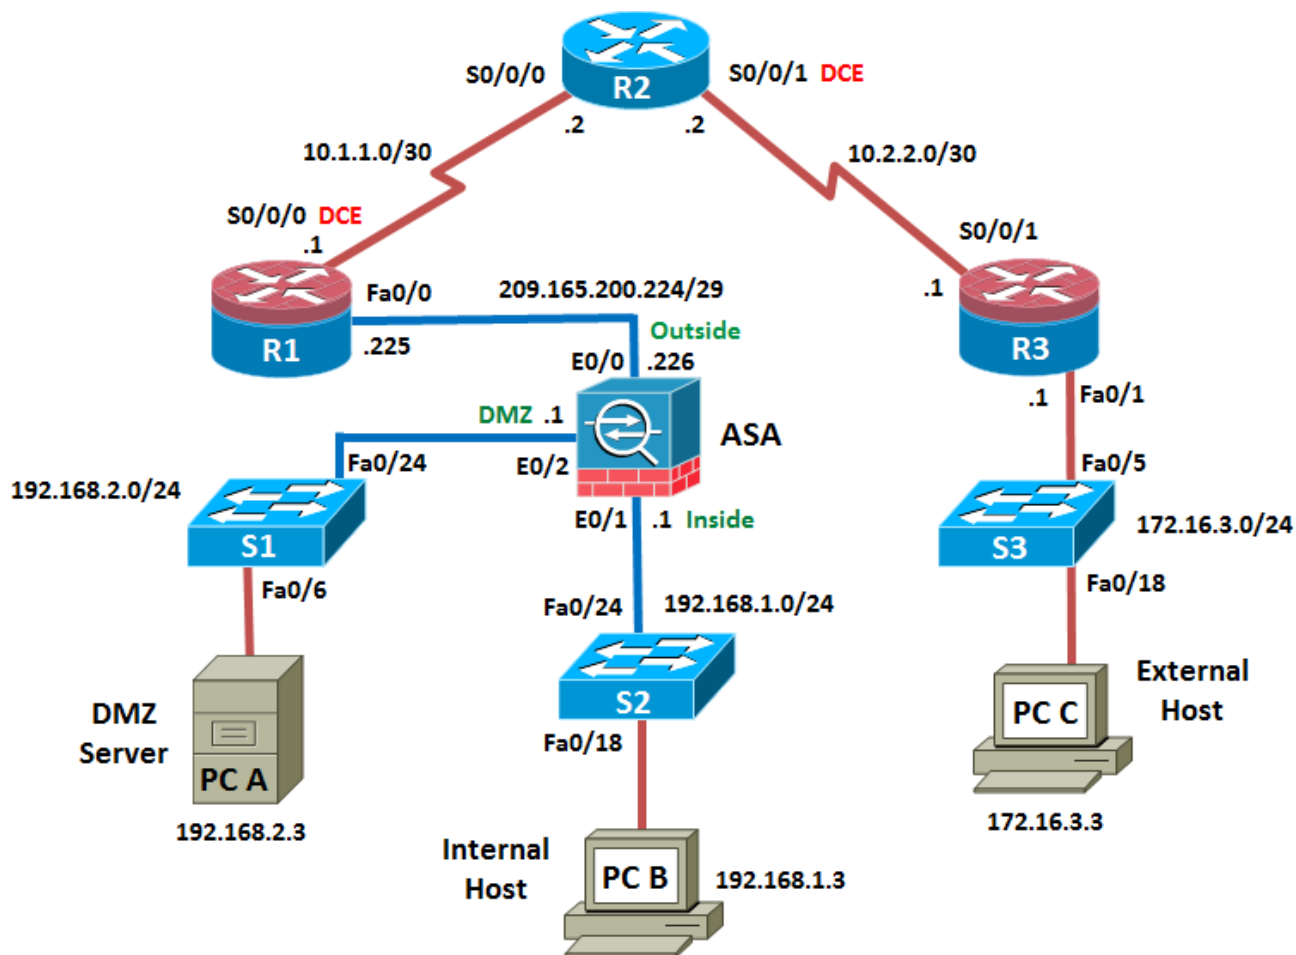 S0/0/0
R2
S0/0/1 DCE
.2
.2
10.1.1.0/30
10.2.2.0/30
S0/0/0 DCE
.1
S0/0/1
.1
Fa0/0
209.165.200.224/29
R1
.225
Outside
E0/0
.226
R3
.1
Fa0/1
DMZ .1
ASA
Fa0/24
E0/2
Fa0/5
192.168.2.0/24
E0/1
.1 Inside
172.16.3.0/24
S1
S3
Fa0/6
Fa0/18
Fa0/24
192.168.1.0/24
S2
DMZ
Server
PC A
192.168.2.3
Fa0/18
PC C
External
Host
172.16.3.3
Internal
Host
PC B
192.168.1.3